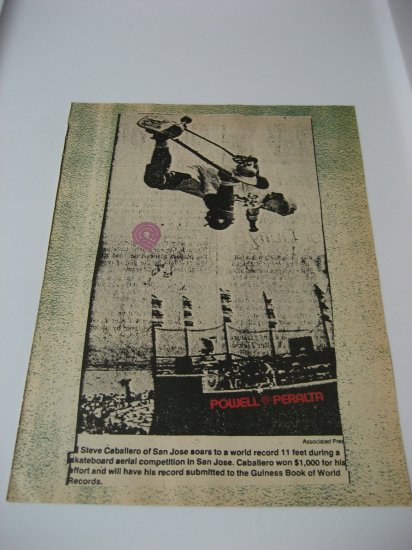 POWELL PERALTA
Associated Pres
Steve Caballero of San Jose soars to a world record 11 feet during a
skateboard aerial competition in San Jose. Caballero won $1,000 for his
effort and will have his record submitted to the Guiness Book of World
Records.